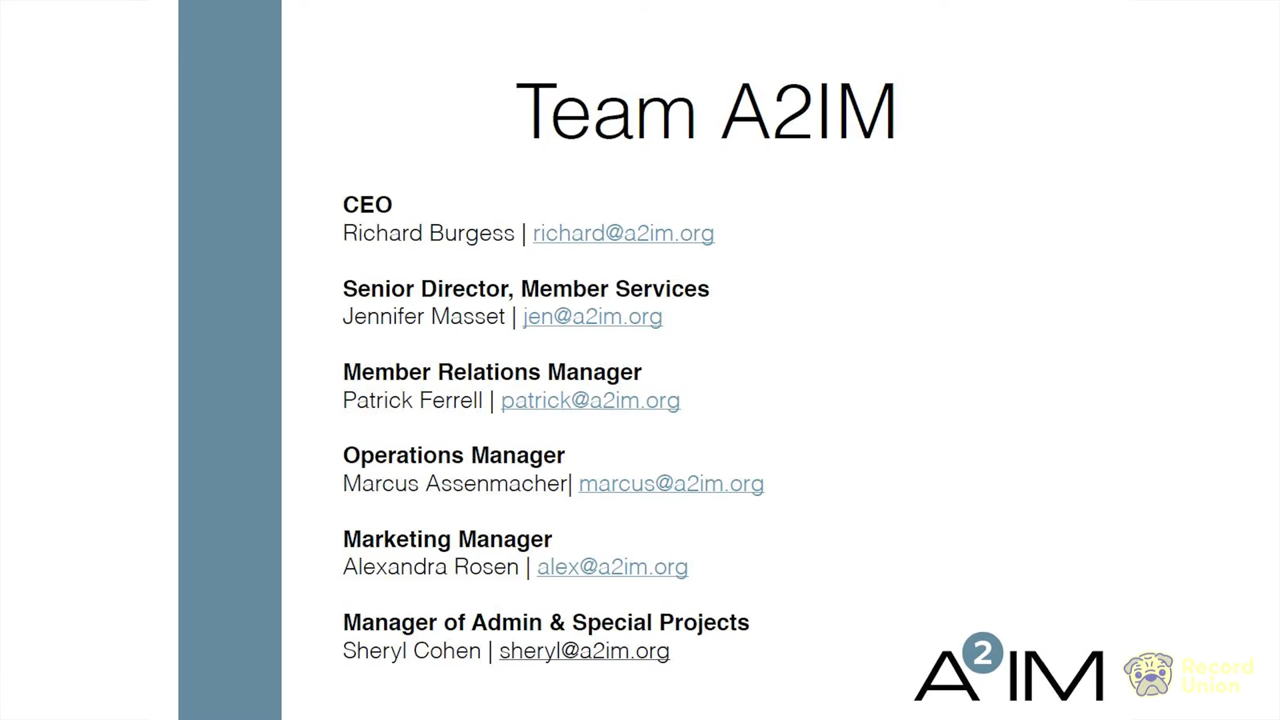 Team A2IM
CEO
Richard Burgess | richard@a2im.org
Senior Director, Member Services
Jennifer Masset | jen@a2im.org
Member Relations Manager
Patrick Ferrell | patrick@a2im.org
Operations Manager
Marcus Assenmacher| marcus@a2im.org
Marketing Manager
Alexandra Rosen | alex@a2im.org
Manager of Admin & Special Projects
Sheryl Cohen | sheryl@a2im.org
A2IM
Record
Union